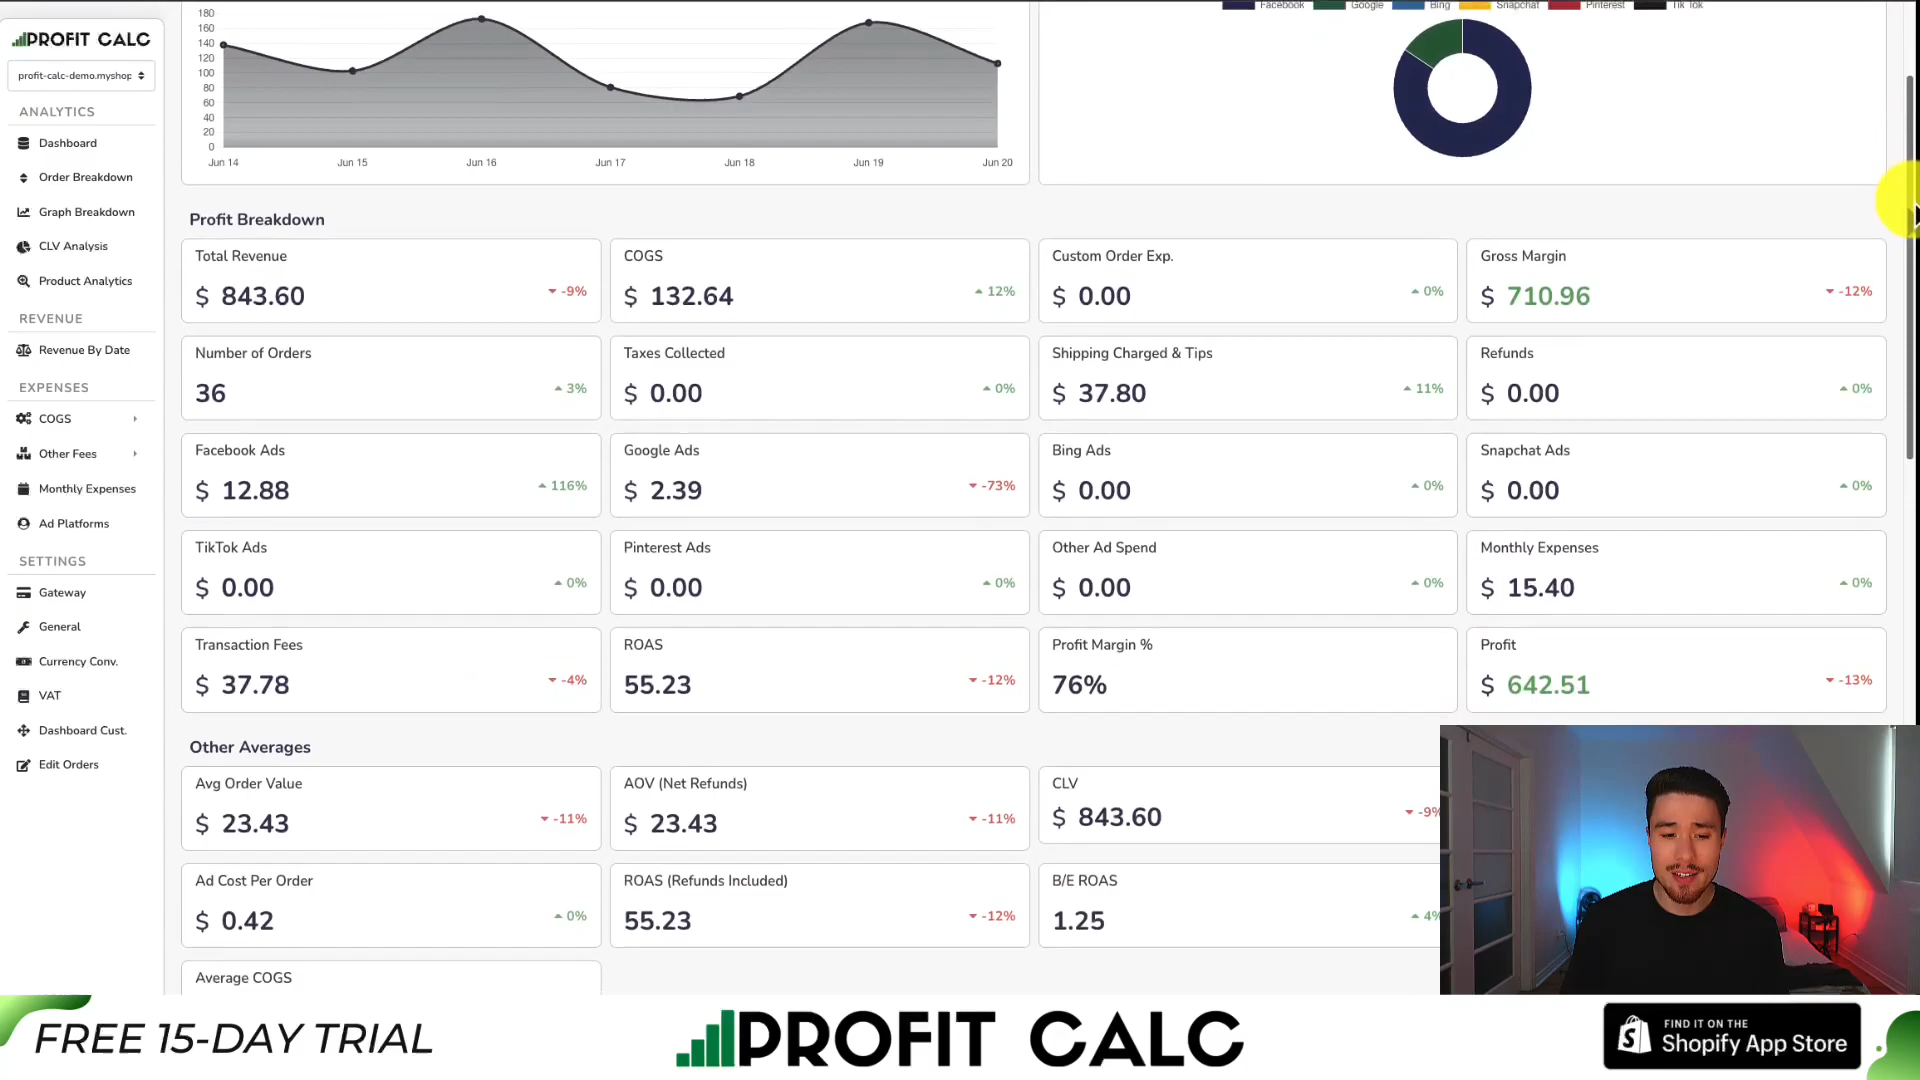 Facebook Google Bing Snapchat Pinterest Tik Tok
180
160
140
120
100
80
60
40
20
0
Jun 14 Jun 15 Jun 16 Jun 17 Jun 18 Jun 19 Jun 20
PROFIT CALC
profit-calc-demo.myshop
ANALYTICS
Dashboard
Order Breakdown
Graph Breakdown
CLV Analysis
Product Analytics
REVENUE
Revenue By Date
EXPENSES
COGS
Other Fees
Monthly Expenses
Ad Platforms
SETTINGS
Gateway
General
Currency Conv.
VAT
Dashboard Cust.
Edit Orders
Profit Breakdown
Total Revenue
$ 843.60 -9%
COGS
$ 132.64 12%
Custom Order Exp.
$ 0.00 0%
Gross Margin
$ 710.96 -12%
Number of Orders
36 3%
Taxes Collected
$ 0.00 0%
Shipping Charged & Tips
$ 37.80 11%
Refunds
$ 0.00 0%
Facebook Ads
$ 12.88 116%
Google Ads
$ 2.39 -73%
Bing Ads
$ 0.00 0%
Snapchat Ads
$ 0.00 0%
TikTok Ads
$ 0.00 0%
Pinterest Ads
$ 0.00 0%
Other Ad Spend
$ 0.00 0%
Monthly Expenses
$ 15.40 0%
Transaction Fees
$ 37.78 -4%
ROAS
55.23 -12%
Profit Margin %
76%
Profit
$ 642.51 -13%
Other Averages
Avg Order Value
$ 23.43 -11%
AOV (Net Refunds)
$ 23.43 -11%
CLV
$ 843.60 -9%
Ad Cost Per Order
$ 0.42 0%
ROAS (Refunds Included)
55.23 -12%
B/E ROAS
1.25 4%
Average COGS
FREE 15-DAY TRIAL
PROFIT CALC
FIND IT ON THE
Shopify App Store